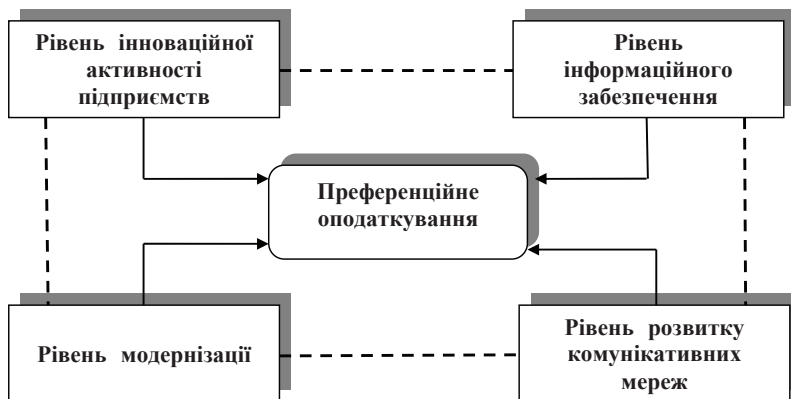 Рівень інноваційної
активності
підприємств
Рівень
інформаційного
забезпечення
Преференційне
оподаткування
Рівень модернізації
Рівень розвитку
комунікативних
мереж